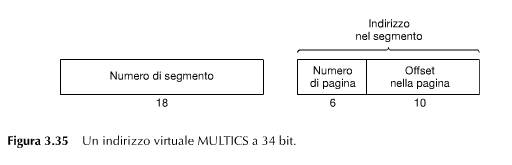 Indirizzo
nel segmento
Numero di segmento
Numero
di pagina
Offset
nella pagina
18
6
10
Figura 3.35 Un indirizzo virtuale MULTICS a 34 bit.